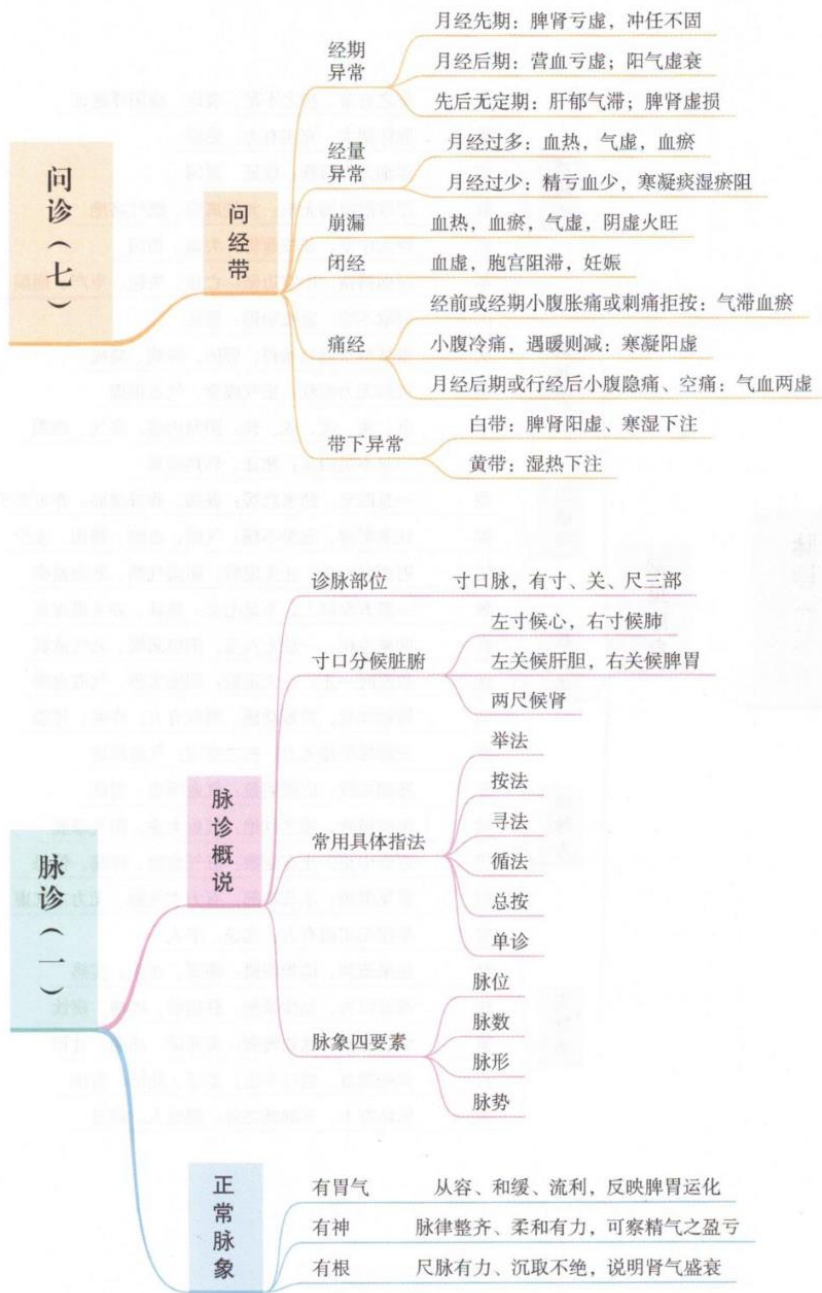 问诊（七）
问经带
经期
异常
月经先期：脾肾亏虚，冲任不固
月经后期：营血亏虚；阳气虚衰
先后无定期：肝郁气滞；脾肾虚损
经量
异常
月经过多：血热，气虚，血瘀
月经过少：精亏血少，寒凝痰湿瘀阻
崩漏
血热，血瘀，气虚，阴虚火旺
闭经
血虚，胞宫阻滞，妊娠
痛经
经前或经期小腹胀痛或刺痛拒按：气滞血瘀
小腹冷痛，遇暖则减：寒凝阳虚
月经后期或行经后小腹隐痛、空痛：气血两虚
带下异常
白带：脾肾阳虚、寒湿下注
黄带：湿热下注
脉诊（一）
脉诊概说
诊脉部位
寸口脉，有寸、关、尺三部
寸口分候脏腑
左寸候心，右寸候肺
左关候肝胆，右关候脾胃
两尺候肾
常用具体指法
举法
按法
寻法
循法
总按
单诊
脉象四要素
脉位
脉数
脉形
脉势
正常脉象
有胃气
从容、和缓、流利，反映脾胃运化
有神
脉律整齐、柔和有力，可察精气之盈亏
有根
尺脉有力、沉取不绝，说明肾气盛衰